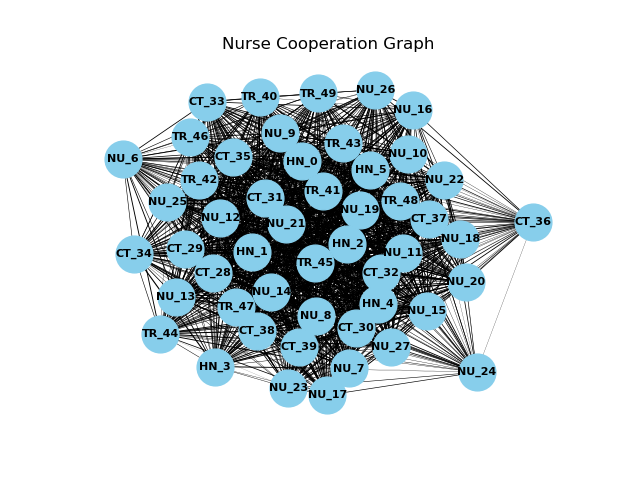 Nurse Cooperation Graph
NU_26
TR_49
TR_40
CT_33
NU_16
NU_9
TR_46
TR_43
NU_10
CT_35
NU_6
HN_0
HN_5
TR_42
NU_22
TR_41
CT_31
TR_48
NU_25
NU_19
NU_12
CT_37
CT_36
NU_21
NU_18
HN_2
CT_29
HN_1
NU_11
CT_34
TR_45
CT_28
CT_32
NU_20
NU_14
NU_13
HN_4
TR_47
NU_15
NU_8
CT_30
CT_38
TR_44
CT_39
NU_27
HN_3
NU_7
NU_24
NU_23
NU_17